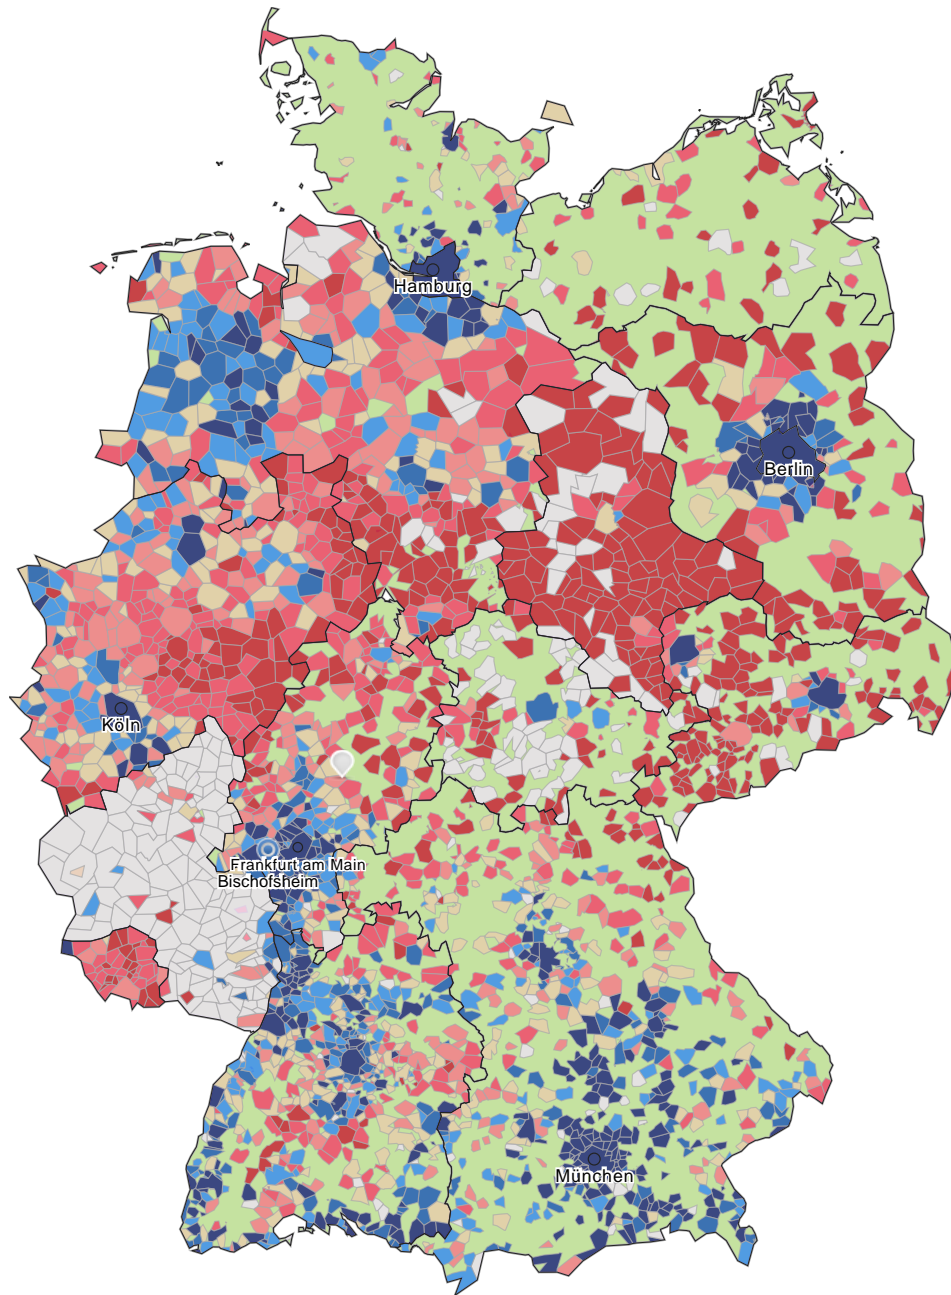 Hamburg
Berlin
Köln
Frankfurt am Main
Bischofsheim
München